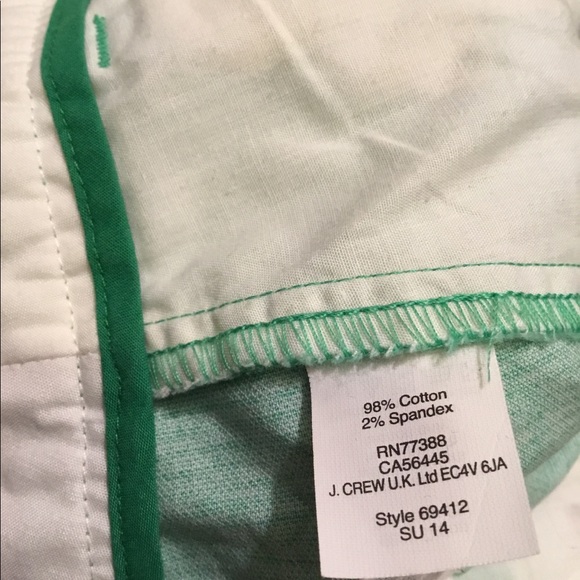 98% Cotton
2% Spandex
RN77388
CA56445
J. CREW U.K. Ltd EC4V 6JA
Style 69412
SU 14